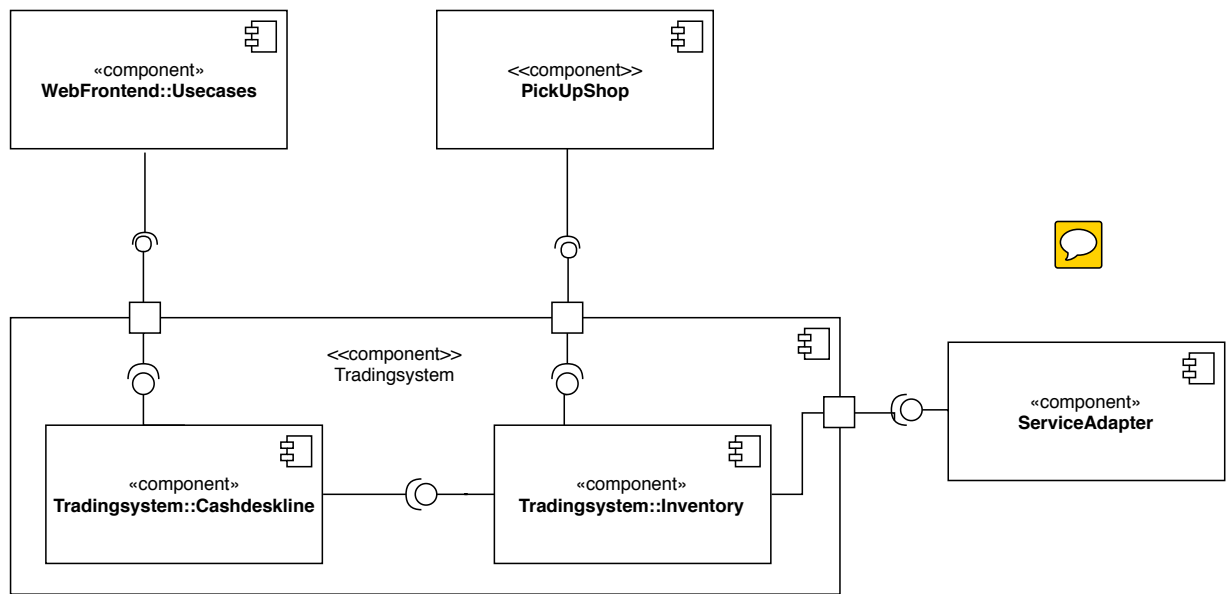 «component»
WebFrontend::Usecases
<<component>>
PickUpShop
<<component>>
Tradingsystem
«component»
ServiceAdapter
«component»
Tradingsystem::Cashdeskline
«component»
Tradingsystem::Inventory